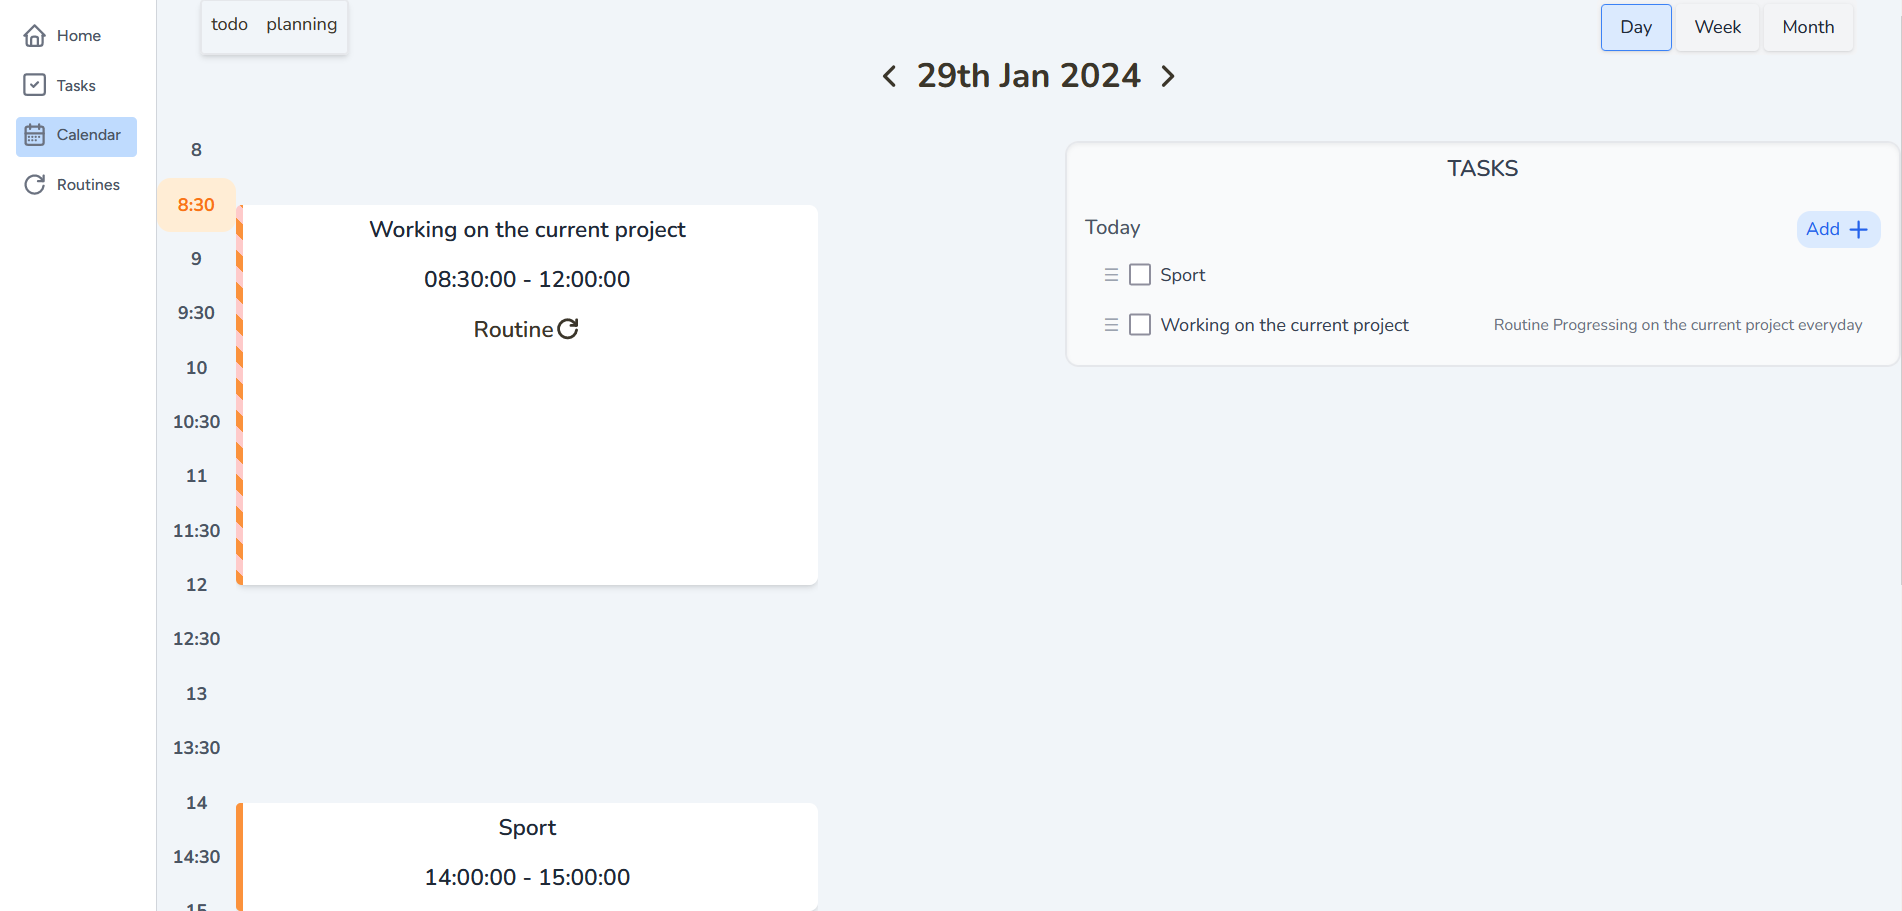 Home
Tasks
Calendar
Routines
todo planning
Day Week Month
29th Jan 2024
8
8:30
9
9:30
10
10:30
11
11:30
12
12:30
13
13:30
14
14:30
15
Working on the current project
08:30:00 - 12:00:00
Routine
Sport
14:00:00 - 15:00:00
TASKS
Today
Add
Sport
Working on the current project Routine Progressing on the current project everyday